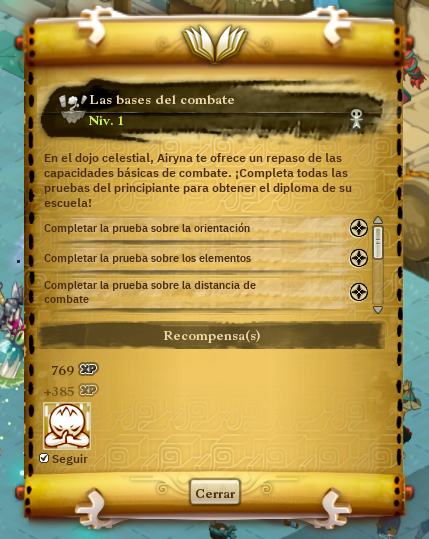 Las bases del combate
Niv. 1
En el dojo celestial, Airyna te ofrece un repaso de las
capacidades básicas de combate. ¡Completa todas las
pruebas del principiante para obtener el diploma de su
escuela!
Completar la prueba sobre la orientación
Completar la prueba sobre los elementos
Completar la prueba sobre la distancia de
combate
Recompensa(s)
769 XP
+385 XP
Seguir
Cerrar